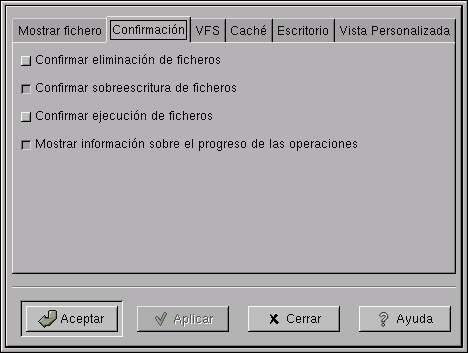 Mostrar fichero Confirmación VFS Caché Escritorio Vista Personalizada
Confirmar eliminación de ficheros
Confirmar sobreescritura de ficheros
Confirmar ejecución de ficheros
Mostrar información sobre el progreso de las operaciones
Aceptar Aplicar Cerrar Ayuda